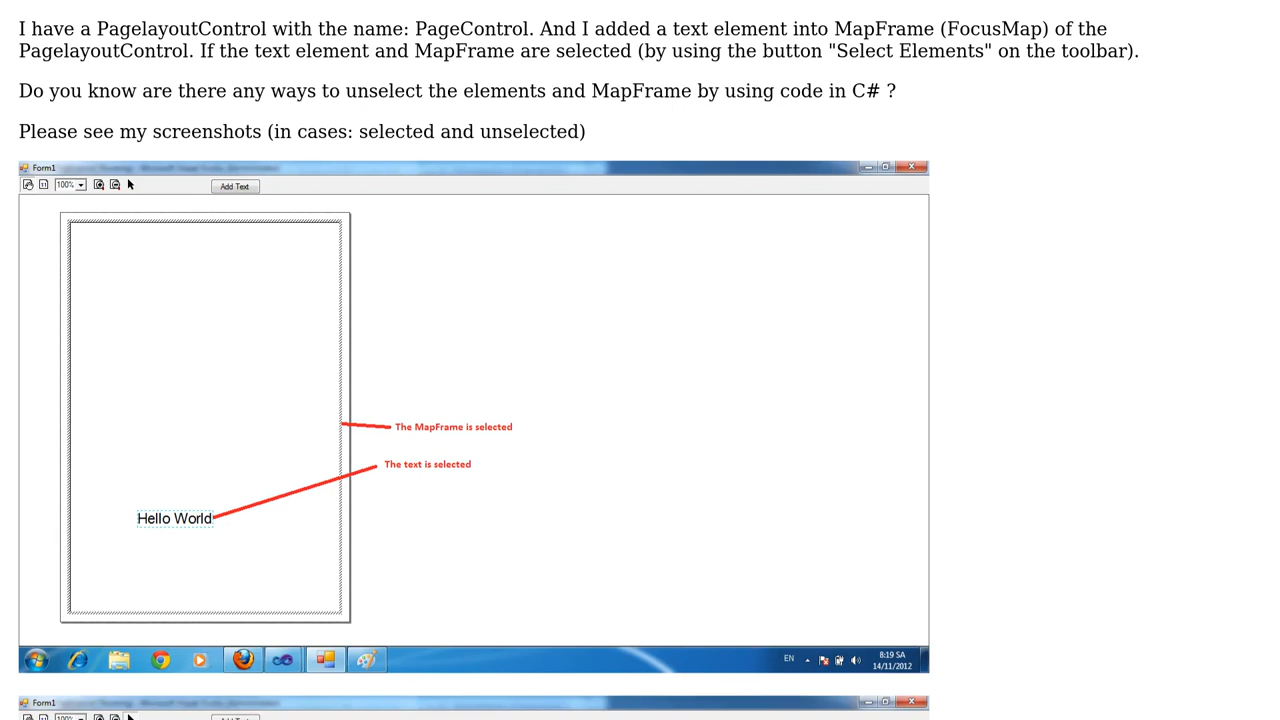 I have a PagelayoutControl with the name: PageControl. And I added a text element into MapFrame (FocusMap) of the
PagelayoutControl. If the text element and MapFrame are selected (by using the button "Select Elements" on the toolbar).
Do you know are there any ways to unselect the elements and MapFrame by using code in C# ?
Please see my screenshots (in cases: selected and unselected)
Form1
100%
Add Text
The MapFrame is selected
The text is selected
Hello World
EN
8:19 SA
14/11/2012
Form1
100%
Add Text